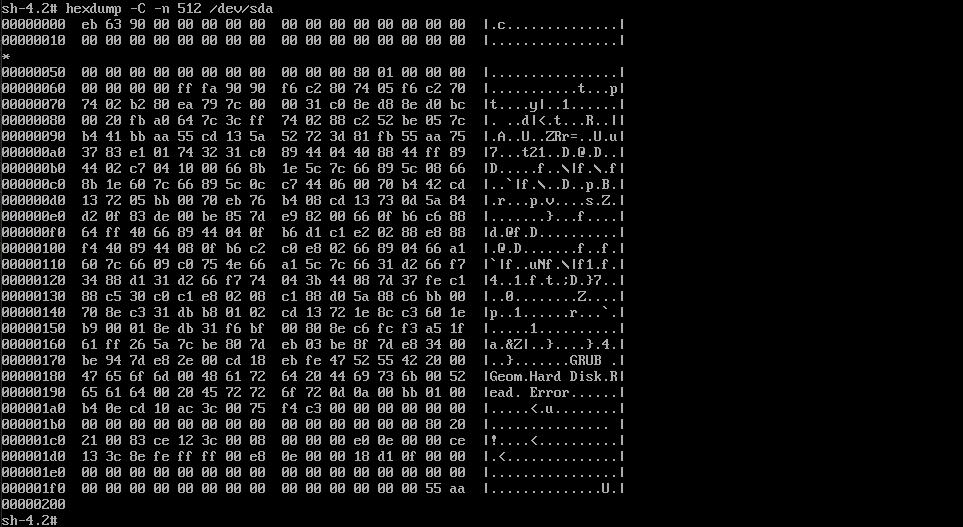 sh-4.2# hexdump -C -n 512 /dev/sda
00000000  eb 63 90 00 00 00 00 00  00 00 00 00 00 00 00 00  |.c..............|
00000010  00 00 00 00 00 00 00 00  00 00 00 00 00 00 00 00  |................|
*
00000050  00 00 00 00 00 00 00 00  00 00 00 80 01 00 00 00  |................|
00000060  00 00 00 00 ff fa 90 90  f6 c2 80 74 05 f6 c2 70  |...........t...p|
00000070  74 02 b2 80 ea 79 7c 00  00 31 c0 8e d8 8e d0 bc  |t....y|..1......|
00000080  00 20 fb a0 64 7c 3c ff  74 02 88 c2 52 be 05 7c  |. ..d|<.t...R..||
00000090  b4 41 bb aa 55 cd 13 5a  52 72 3d 81 fb 55 aa 75  |.A..U..ZRr=..U.u|
000000a0  37 83 e1 01 74 32 31 c0  89 44 04 40 88 44 ff 89  |7...t21..D.@.D..|
000000b0  44 02 c7 04 10 00 66 8b  1e 5c 7c 66 89 5c 08 66  |D.....f..\|f.\.f|
000000c0  8b 1e 60 7c 66 89 5c 0c  c7 44 06 00 70 b4 42 cd  |..`|f.\..D..p.B.|
000000d0  13 72 05 bb 00 70 eb 76  b4 08 cd 13 73 0d 5a 84  |.r...p.v....s.Z.|
000000e0  d2 0f 83 de 00 be 85 7d  e9 82 00 66 0f b6 c6 88  |.......}...f....|
000000f0  64 ff 40 66 89 44 04 0f  b6 d1 c1 e2 02 88 e8 88  |d.@f.D..........|
00000100  f4 40 89 44 08 0f b6 c2  c0 e8 02 66 89 04 66 a1  |.@.D.......f..f.|
00000110  60 7c 66 09 c0 75 4e 66  a1 5c 7c 66 31 d2 66 f7  |`|f..uNf.\|f1.f.|
00000120  34 88 d1 31 d2 66 f7 74  04 3b 44 08 7d 37 fe c1  |4..1.f.t.;D.}7..|
00000130  88 c5 30 c0 c1 e8 02 08  c1 88 d0 5a 88 c6 bb 00  |..0........Z....|
00000140  70 8e c3 31 db b8 01 02  cd 13 72 1e 8c c3 60 1e  |p..1......r...`.|
00000150  b9 00 01 8e db 31 f6 bf  00 80 8e c6 fc f3 a5 1f  |.....1..........|
00000160  61 ff 26 5a 7c be 80 7d  eb 03 be 8f 7d e8 34 00  |a.&Z|..}....}.4.|
00000170  be 94 7d e8 2e 00 cd 18  eb fe 47 52 55 42 20 00  |..}.......GRUB .|
00000180  47 65 6f 6d 00 48 61 72  64 20 44 69 73 6b 00 52  |Geom.Hard Disk.R|
00000190  65 61 64 00 20 45 72 72  6f 72 0d 0a 00 bb 01 00  |ead. Error......|
000001a0  b4 0e cd 10 ac 3c 00 75  f4 c3 00 00 00 00 00 00  |.....<.u........|
000001b0  00 00 00 00 00 00 00 00  00 00 00 00 00 00 80 20  |............... |
000001c0  21 00 83 ce 12 3c 00 08  00 00 00 e0 0e 00 00 ce  |!....<..........|
000001d0  13 3c 8e fe ff ff 00 e8  0e 00 00 18 d1 0f 00 00  |.<..............|
000001e0  00 00 00 00 00 00 00 00  00 00 00 00 00 00 00 00  |................|
000001f0  00 00 00 00 00 00 00 00  00 00 00 00 00 00 55 aa  |..............U.|
00000200
sh-4.2#